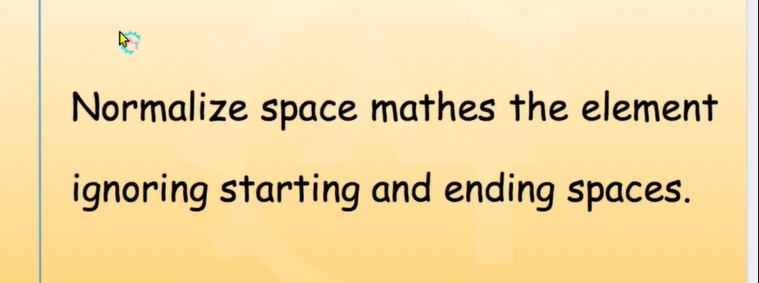 Normalize space mathes the element
ignoring starting and ending spaces.